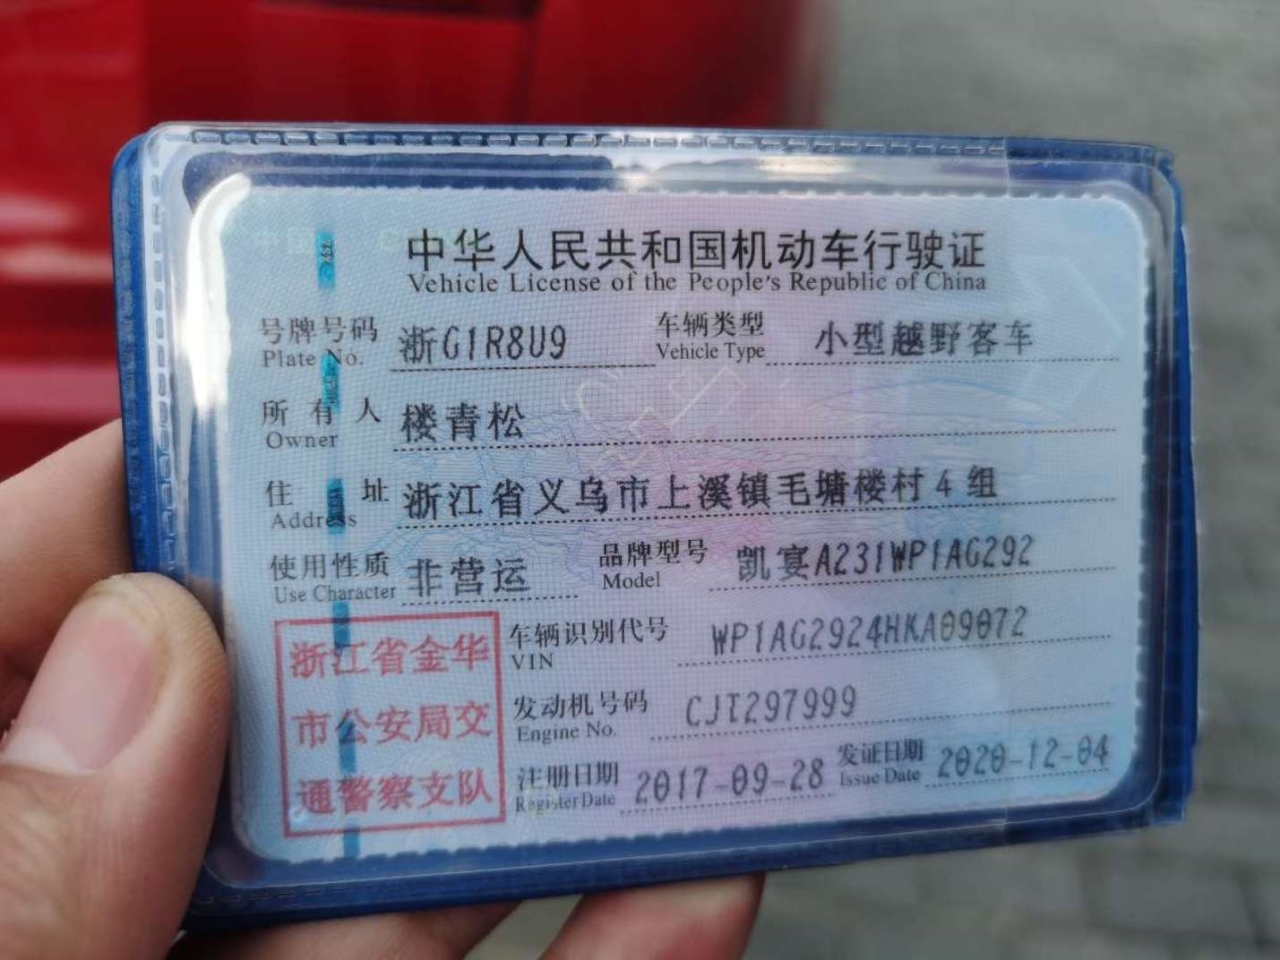 中华人民共和国机动车行驶证
Vehicle License of the People's Republic of China
号牌号码 浙G1R8U9 车辆类型 小型越野客车
Plate No. Vehicle Type
所有人 楼青松
Owner
住址 浙江省义乌市上溪镇毛塘楼村4组
Address
使用性质 非营运 品牌型号 凯宴A231WP1AG292
Use Character Model
浙江省金华
市公安局交
通警察支队
车辆识别代号 WP1AG2924HKA09072
VIN
发动机号码 CJT297999
Engine No.
注册日期 2017-09-28 发证日期 2020-12-04
Register Date Issue Date